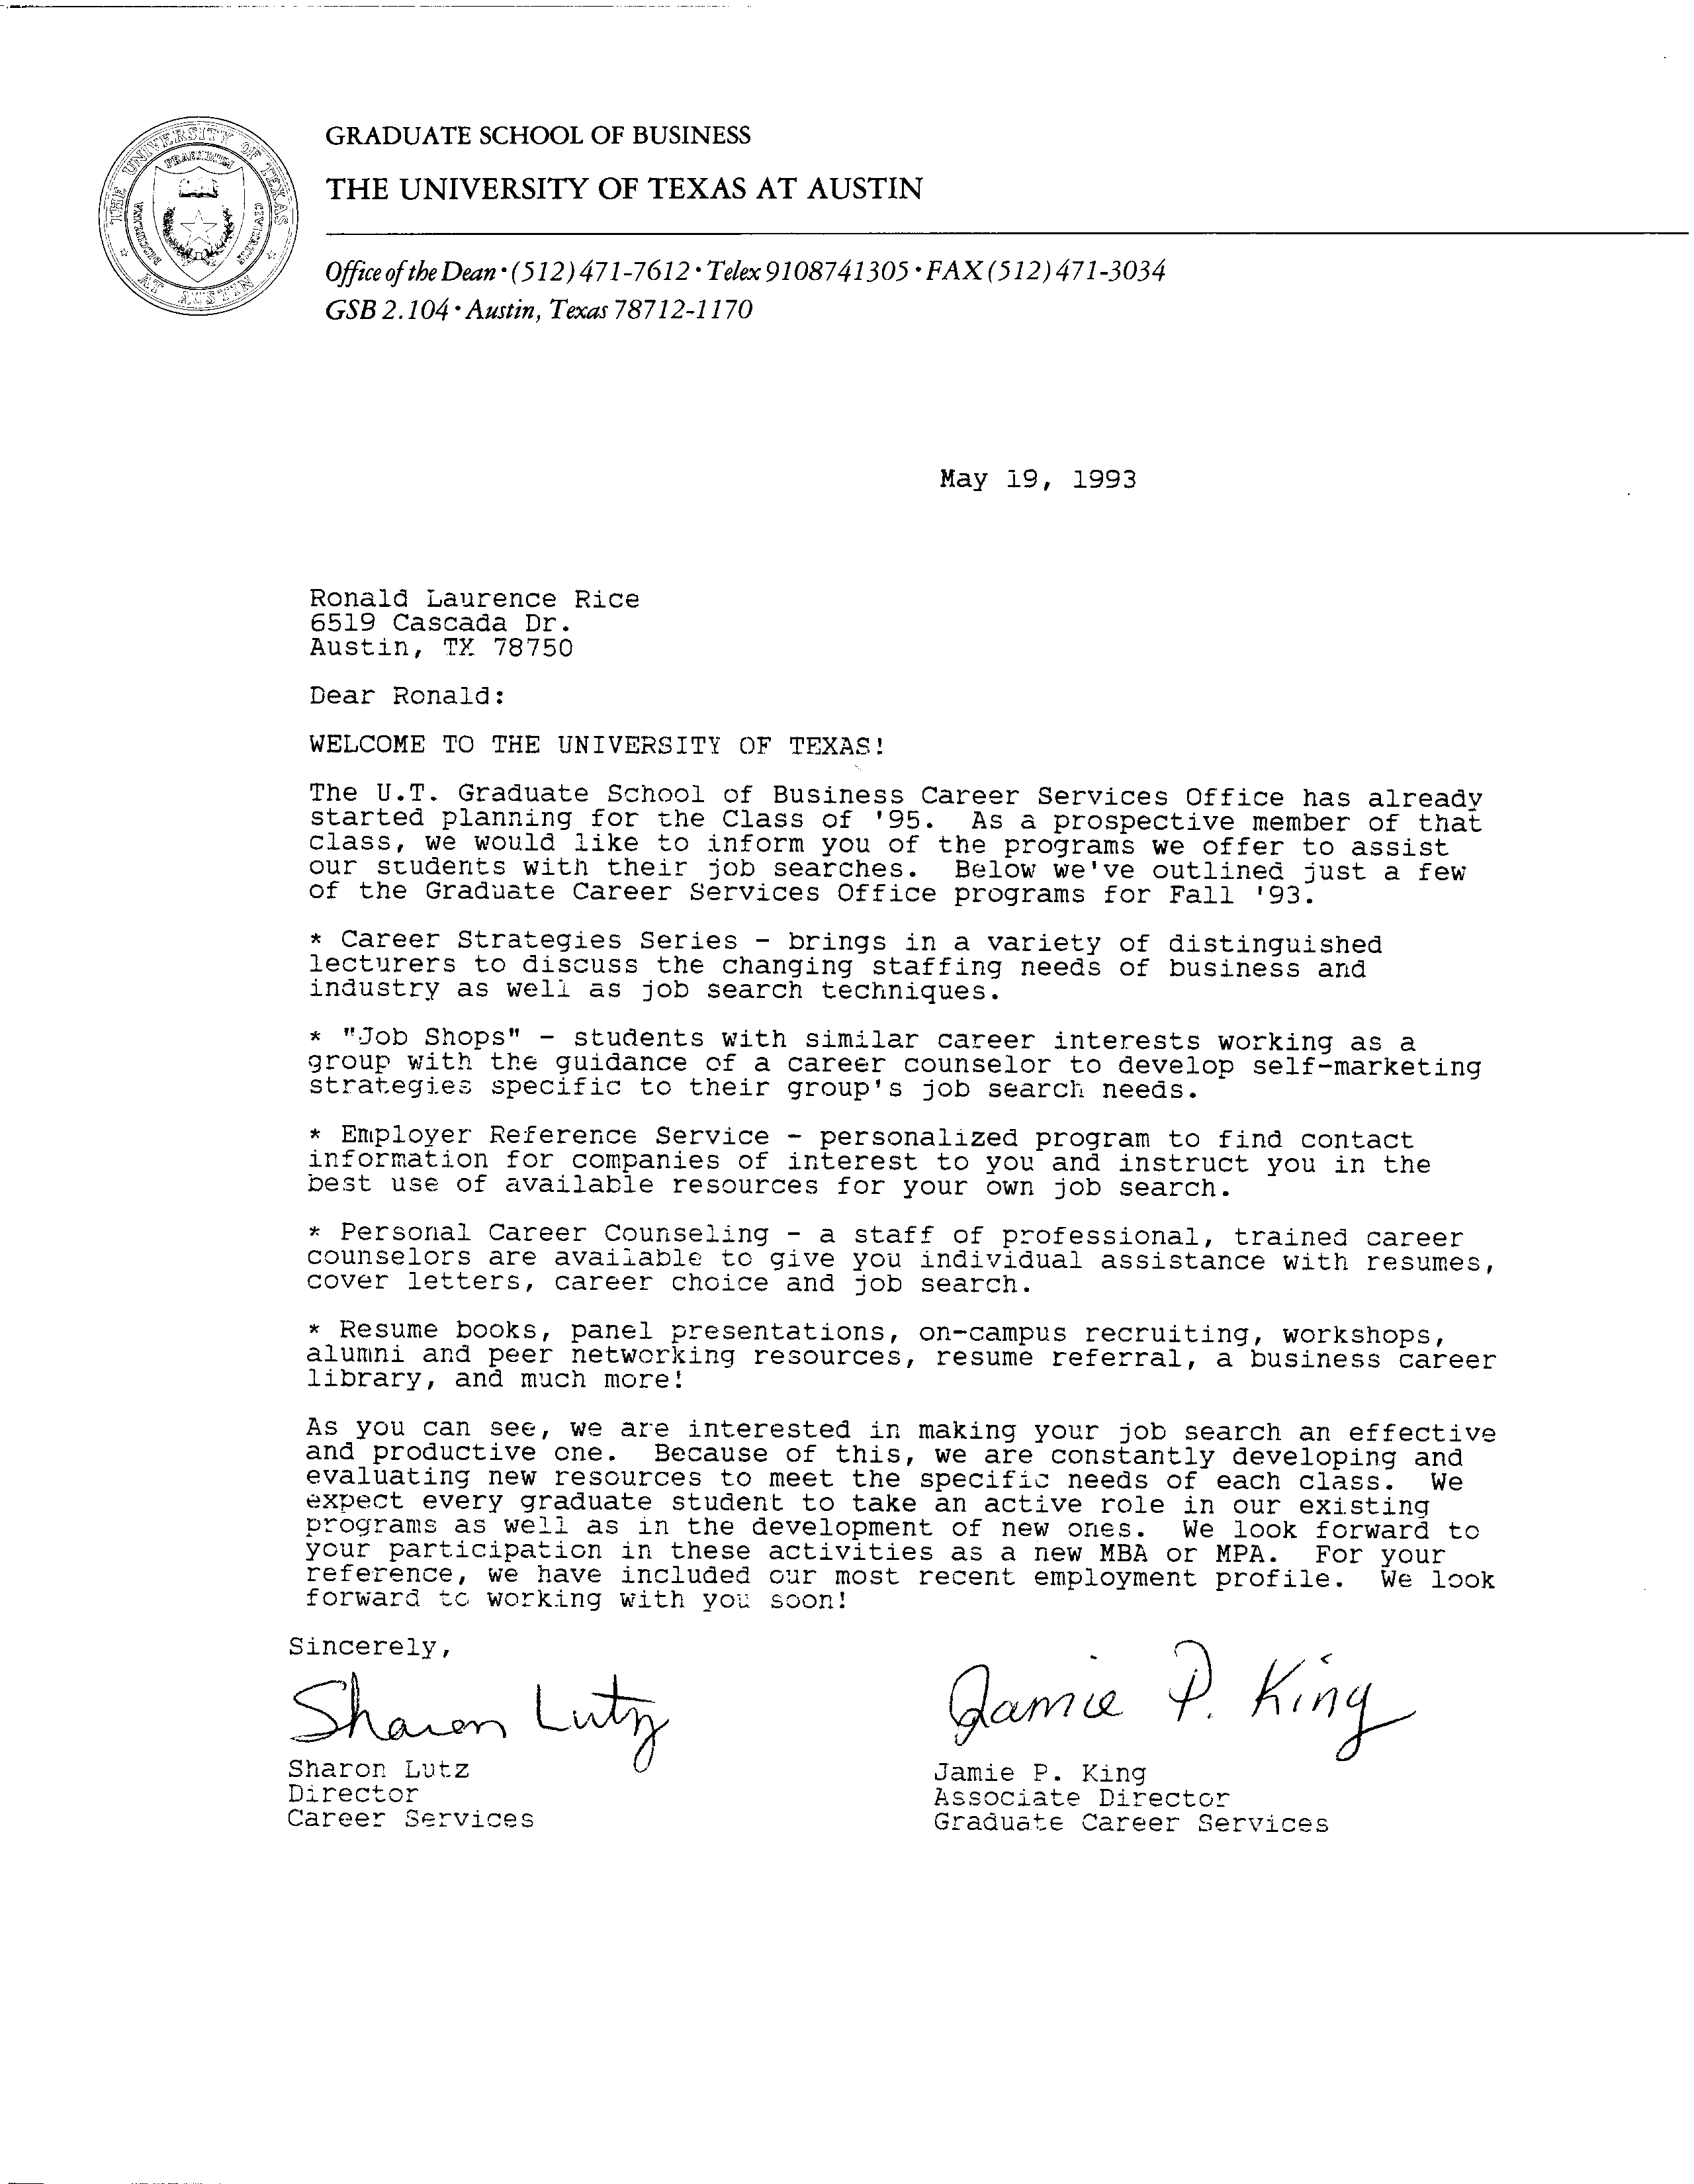 THE UNIVERSITY OF TEXAS
AT AUSTIN
PRAESIDIUM
DISCIPLINA
CIVITATIS
GRADUATE SCHOOL OF BUSINESS
THE UNIVERSITY OF TEXAS AT AUSTIN
Office of the Dean · (512) 471-7612 · Telex 9108741305 · FAX (512) 471-3034
GSB 2.104 · Austin, Texas 78712-1170
May 19, 1993
Ronald Laurence Rice
6519 Cascada Dr.
Austin, TX 78750
Dear Ronald:
WELCOME TO THE UNIVERSITY OF TEXAS!
The U.T. Graduate School of Business Career Services Office has already
started planning for the Class of '95.  As a prospective member of that
class, we would like to inform you of the programs we offer to assist
our students with their job searches.  Below we've outlined just a few
of the Graduate Career Services Office programs for Fall '93.
* Career Strategies Series - brings in a variety of distinguished
lecturers to discuss the changing staffing needs of business and
industry as well as job search techniques.
* "Job Shops" - students with similar career interests working as a
group with the guidance of a career counselor to develop self-marketing
strategies specific to their group's job search needs.
* Employer Reference Service - personalized program to find contact
information for companies of interest to you and instruct you in the
best use of available resources for your own job search.
* Personal Career Counseling - a staff of professional, trained career
counselors are available to give you individual assistance with resumes,
cover letters, career choice and job search.
* Resume books, panel presentations, on-campus recruiting, workshops,
alumni and peer networking resources, resume referral, a business career
library, and much more!
As you can see, we are interested in making your job search an effective
and productive one.  Because of this, we are constantly developing and
evaluating new resources to meet the specific needs of each class.  We
expect every graduate student to take an active role in our existing
programs as well as in the development of new ones.  We look forward to
your participation in these activities as a new MBA or MPA.  For your
reference, we have included our most recent employment profile.  We look
forward to working with you soon!
Sincerely,
Sharon Lutz
Jamie P. King
Sharon Lutz
Director
Career Services
Jamie P. King
Associate Director
Graduate Career Services